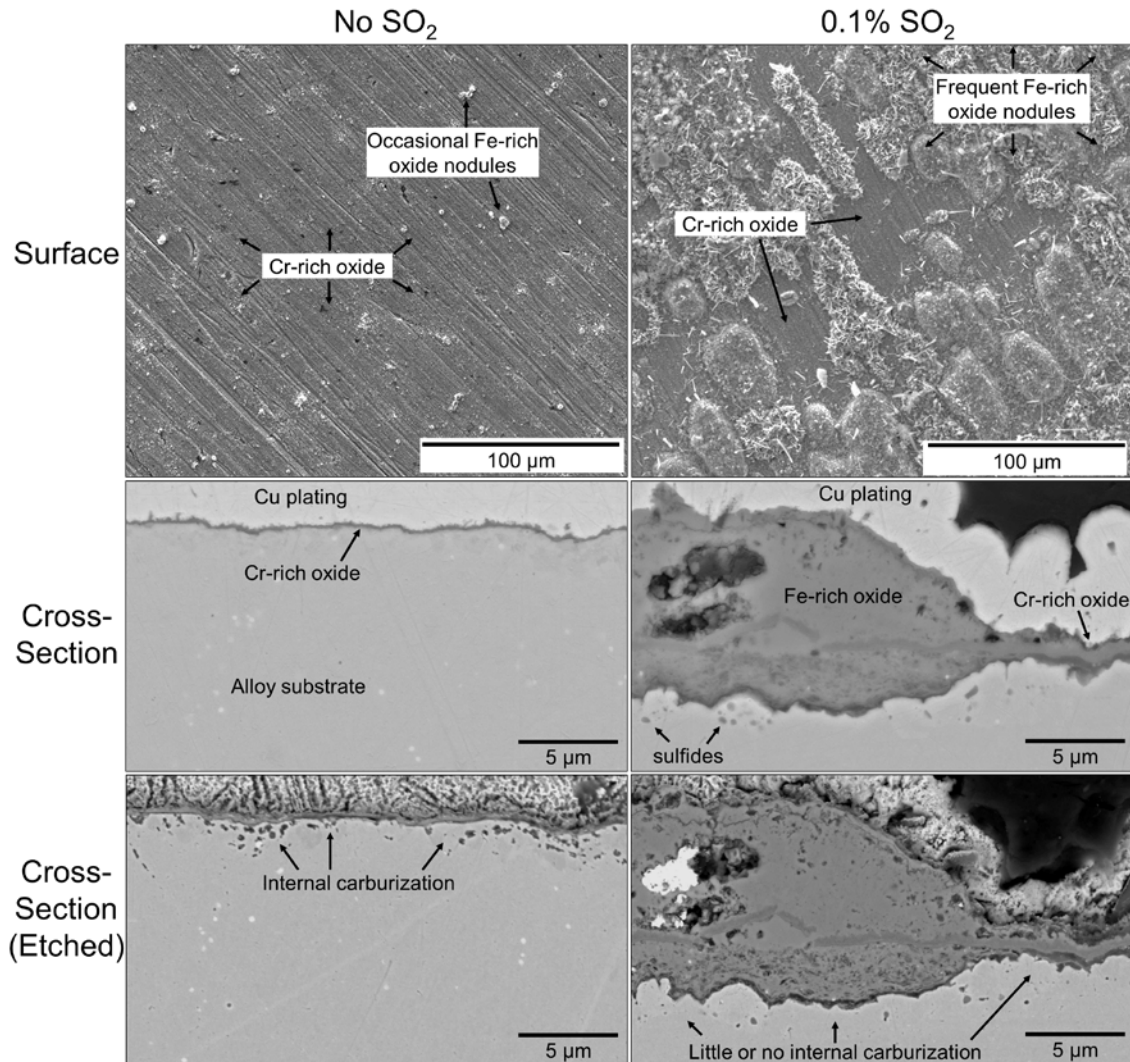 No SO₂
0.1% SO₂
Surface
Occasional Fe-rich
oxide nodules
Cr-rich oxide
100 µm
Frequent Fe-rich
oxide nodules
Cr-rich oxide
100 µm
Cross-
Section
Cu plating
Cr-rich oxide
Alloy substrate
5 µm
Cu plating
Fe-rich oxide
Cr-rich oxide
sulfides
5 µm
Cross-
Section
(Etched)
Internal carburization
5 µm
Little or no internal carburization
5 µm